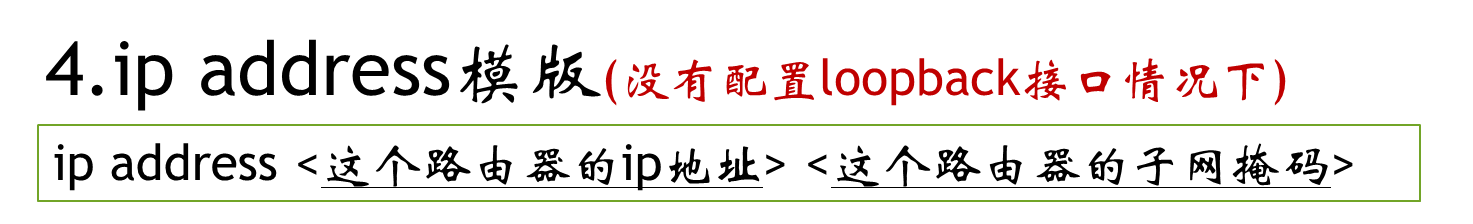 4.ip address模版(没有配置loopback接口情况下)
ip address <这个路由器的ip地址> <这个路由器的子网掩码>